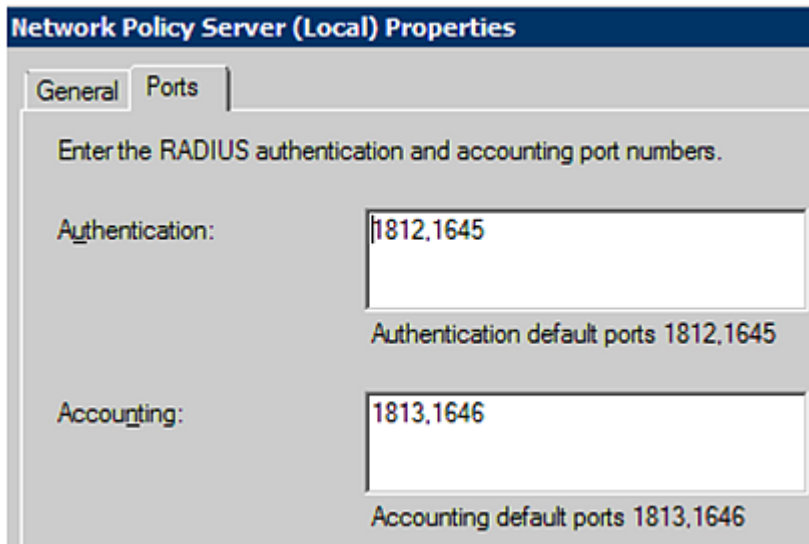 Network Policy Server (Local) Properties
General
Ports
Enter the RADIUS authentication and accounting port numbers.
Authentication:
1812,1645
Authentication default ports 1812,1645
Accounting:
1813,1646
Accounting default ports 1813,1646